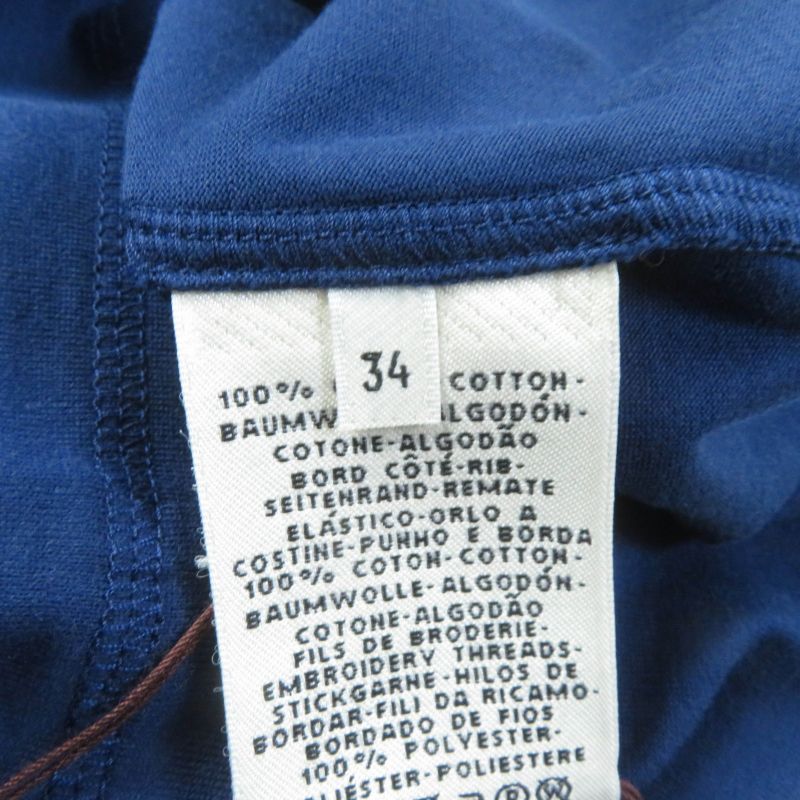 34
100% COTTON-
ALGODÓN-
COTONE-ALGODÃO
BORD CÔTÉ-RIB-
SEITENRAND-REMATE
ELÁSTICO-ORLO A
COSTINE-PUNHO E BORDA
100% COTON-COTTON-
BAUMWOLLE-ALGODÓN-
COTONE-ALGODÃO
FILS DE BRODERIE-
EMBROIDERY THREADS-
STICKGARNE-HILOS DE
BORDAR-FILI DA RICAMO-
BORDADO DE FIOS
100% POLYESTER-
POLIÉSTER-POLIESTERE